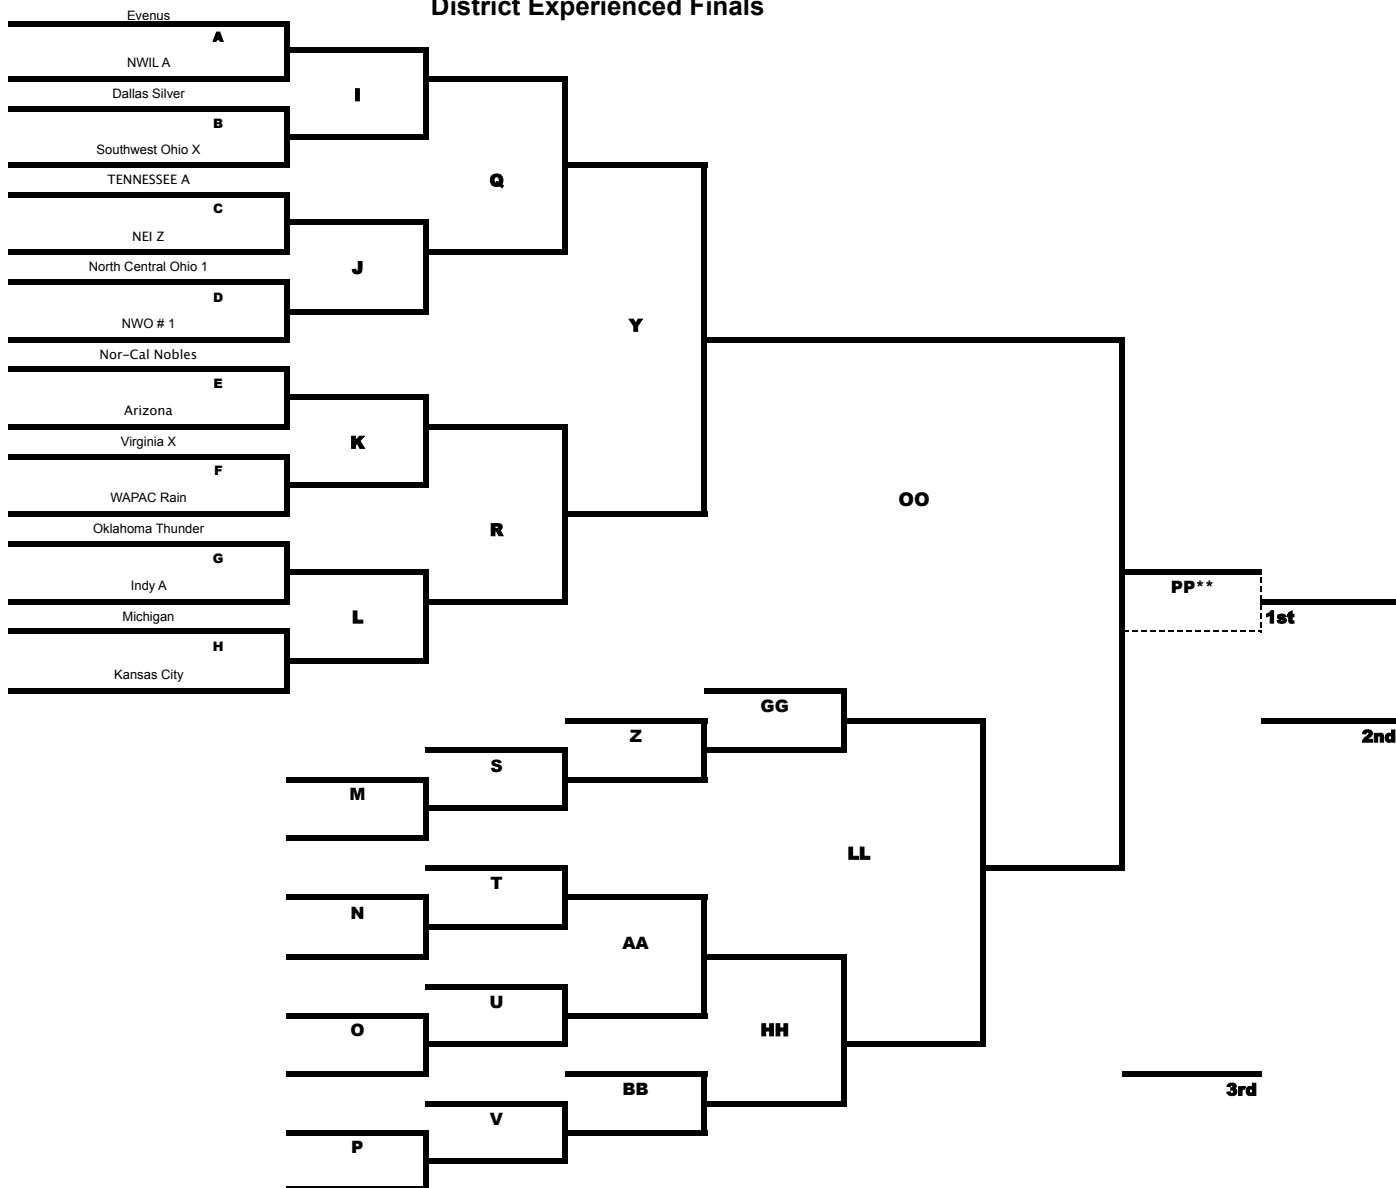 District Experienced Finals
Evenus
A
NWIL A
Dallas Silver
B
Southwest Ohio X
TENNESSEE A
C
NEI Z
North Central Ohio 1
D
NWO # 1
Nor-Cal Nobles
E
Arizona
Virginia X
F
WAPAC Rain
Oklahoma Thunder
G
Indy A
Michigan
H
Kansas City
I
J
K
L
Q
R
Y
OO
PP**
1st
2nd
GG
Z
S
M
LL
T
N
AA
U
O
HH
BB
V
P
3rd